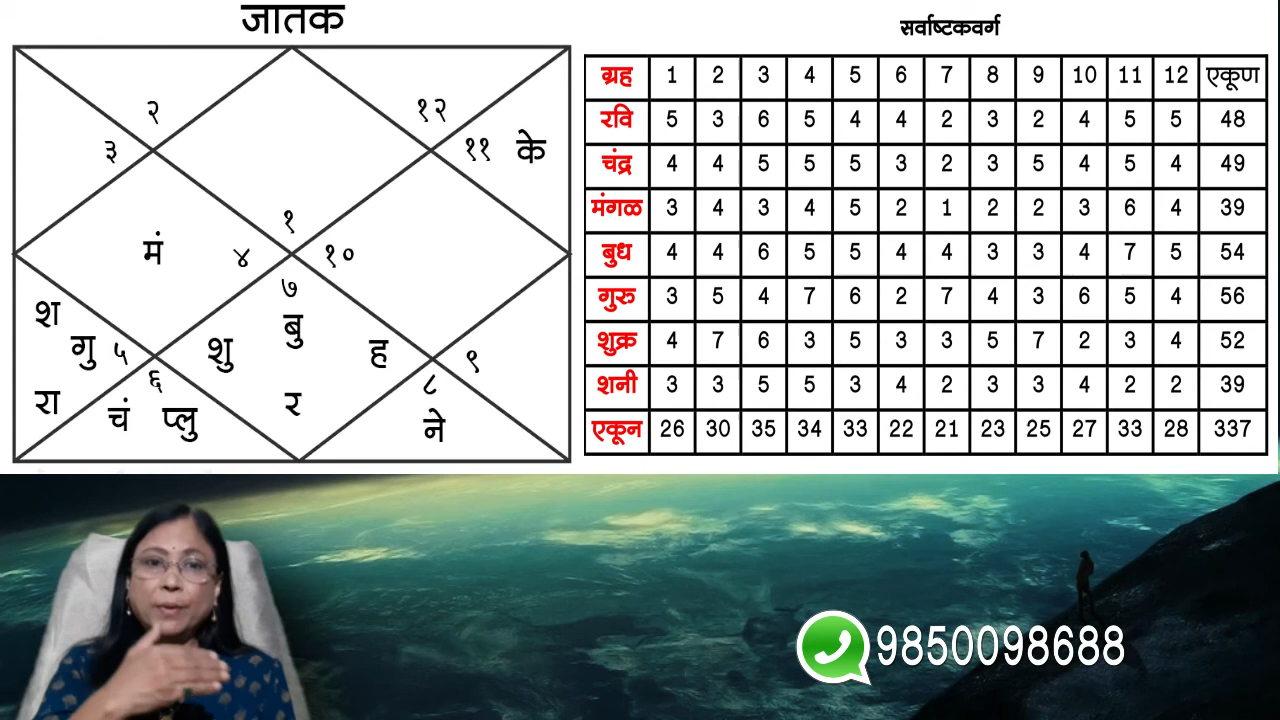 जातक
२
१२
३
११ के
१
मं ४ १०
७
श
बु
गु ५ शु ह ९
६ ८
रा
चं प्लु र
ने
सर्वाष्टकवर्ग
ग्रह 1 2 3 4 5 6 7 8 9 10 11 12 एकूण
रवि 5 3 6 5 4 4 2 3 2 4 5 5 48
चंद्र 4 4 5 5 5 3 2 3 5 4 5 4 49
मंगळ 3 4 3 4 5 2 1 2 2 3 6 4 39
बुध 4 4 6 5 5 4 4 3 3 4 7 5 54
गुरु 3 5 4 7 6 2 7 4 3 6 5 4 56
शुक्र 4 7 6 3 5 3 3 5 7 2 3 4 52
शनी 3 3 5 5 3 4 2 3 3 4 2 2 39
एकून 26 30 35 34 33 22 21 23 25 27 33 28 337
9850098688